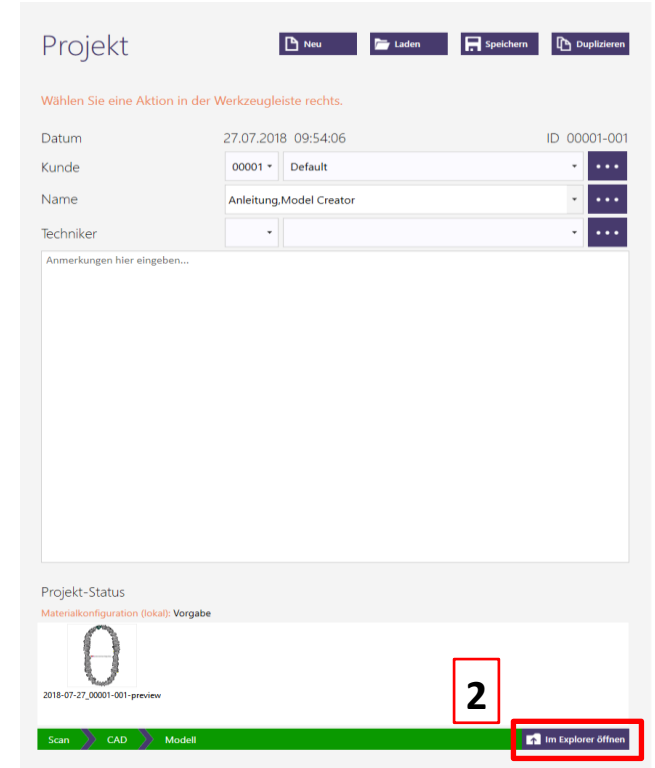 Projekt
Neu
Laden
Speichern
Duplizieren
Wählen Sie eine Aktion in der Werkzeugleiste rechts.
Datum 27.07.2018 09:54:06 ID 00001-001
Kunde 00001 Default
Name Anleitung,Model Creator
Techniker
Anmerkungen hier eingeben...
Projekt-Status
Materialkonfiguration (lokal): Vorgabe
2018-07-27_00001-001-preview
2
Scan CAD Modell Im Explorer öffnen